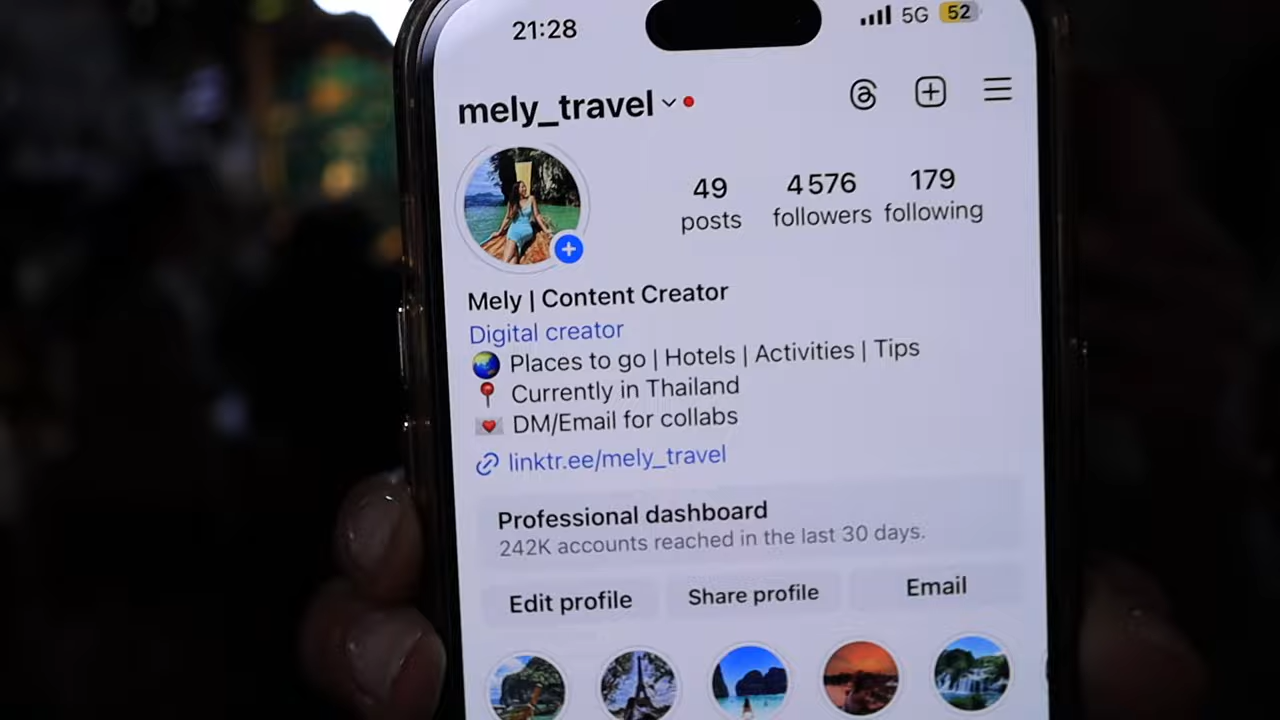 21:28
5G 52
mely_travel
49 4 576 179
posts followers following
Mely | Content Creator
Digital creator
Places to go | Hotels | Activities | Tips
Currently in Thailand
DM/Email for collabs
linktr.ee/mely_travel
Professional dashboard
242K accounts reached in the last 30 days.
Edit profile Share profile Email